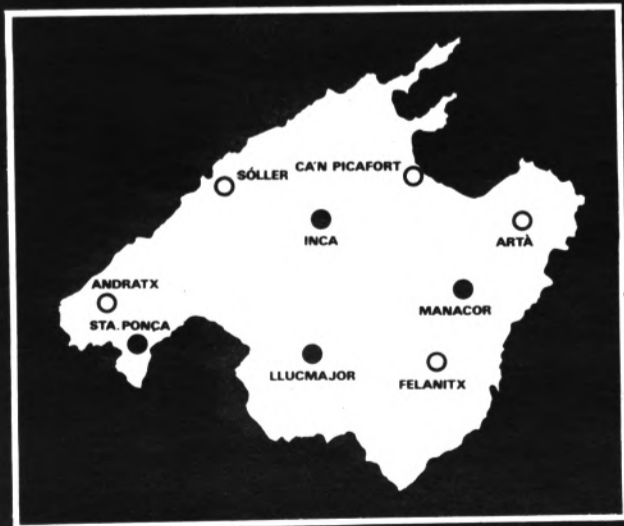 SÓLLER
CA'N PICAFORT
INCA
ARTÀ
ANDRATX
STA. PONÇA
MANACOR
LLUCMAJOR
FELANITX